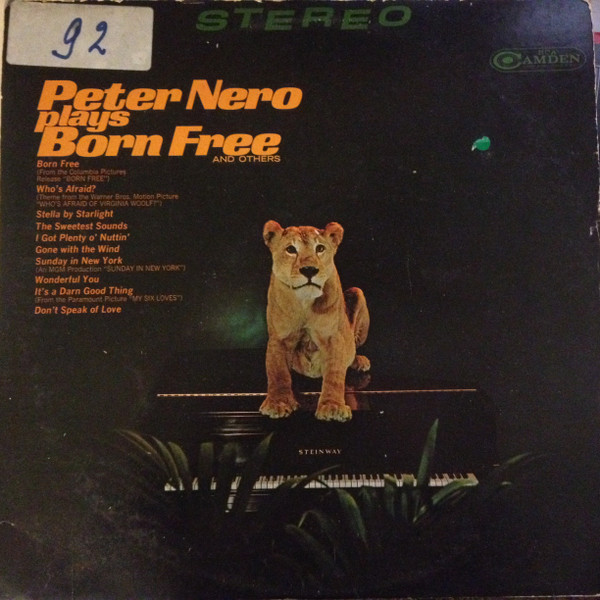 STEREO
92
RCA
CAMDEN
Peter Nero
plays
Born Free
AND OTHERS
Born Free
(From the Columbia Pictures
Release "BORN FREE")
Who's Afraid?
(Theme from the Warner Bros. Motion Picture
"WHO'S AFRAID OF VIRGINIA WOOLF?")
Stella by Starlight
The Sweetest Sounds
I Got Plenty o' Nuttin'
Gone with the Wind
Sunday in New York
(An MGM Production "SUNDAY IN NEW YORK")
Wonderful You
It's a Darn Good Thing
(From the Paramount Picture "MY SIX LOVES")
Don't Speak of Love
STEINWAY